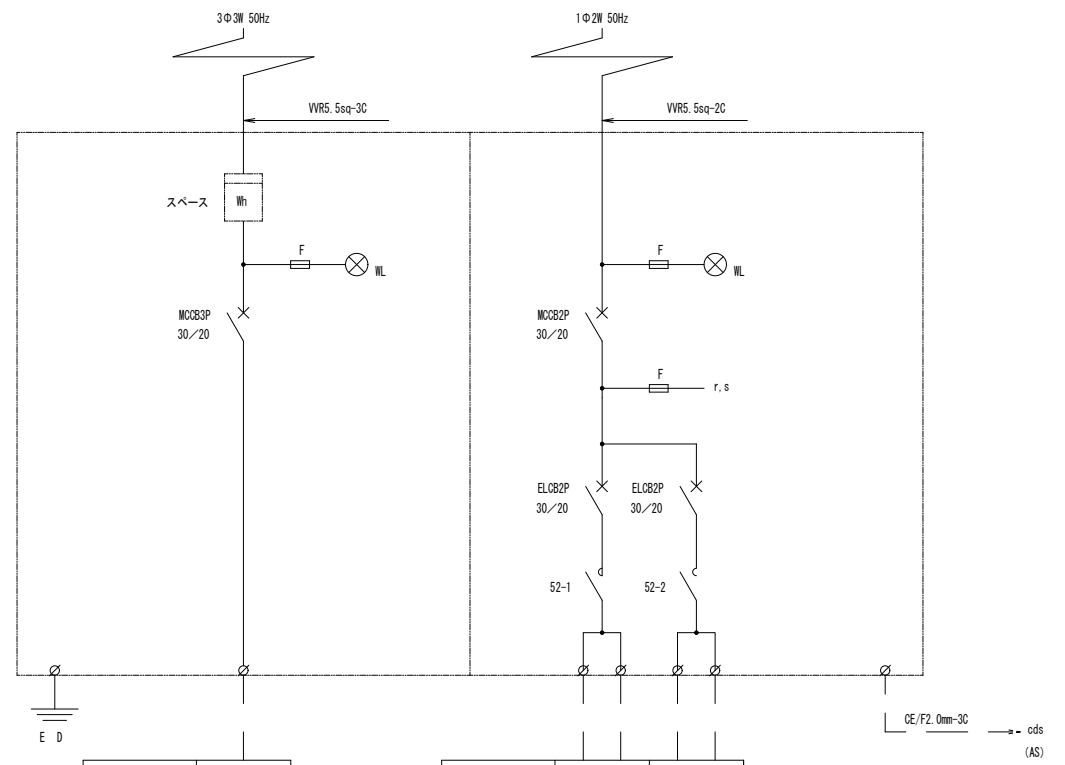 3Φ3W 50Hz
1Φ2W 50Hz
VVR5.5sq-3C
VVR5.5sq-2C
スペース
Wh
F
WL
F
WL
MCCB3P
30/20
MCCB2P
30/20
F
r,s
ELCB2P
30/20
ELCB2P
30/20
52-1
52-2
E D
CE/F2.0mm-3C
cds
(AS)